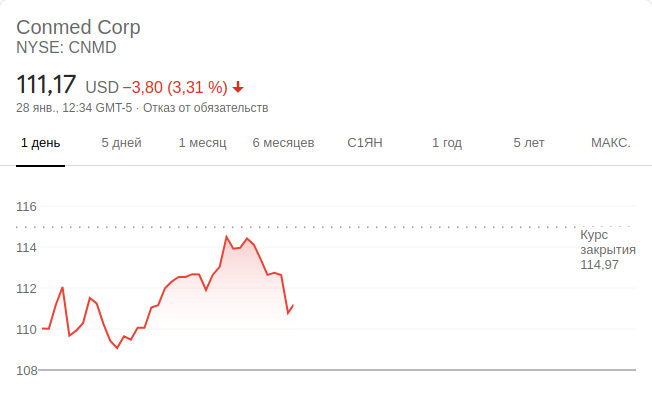 Conmed Corp
NYSE: CNMD
111,17 USD −3,80 (3,31 %)
28 янв., 12:34 GMT-5 · Отказ от обязательств
1 день 5 дней 1 месяц 6 месяцев С1ЯН 1 год 5 лет МАКС.
116
114
112
110
108
Курс
закрытия
114,97